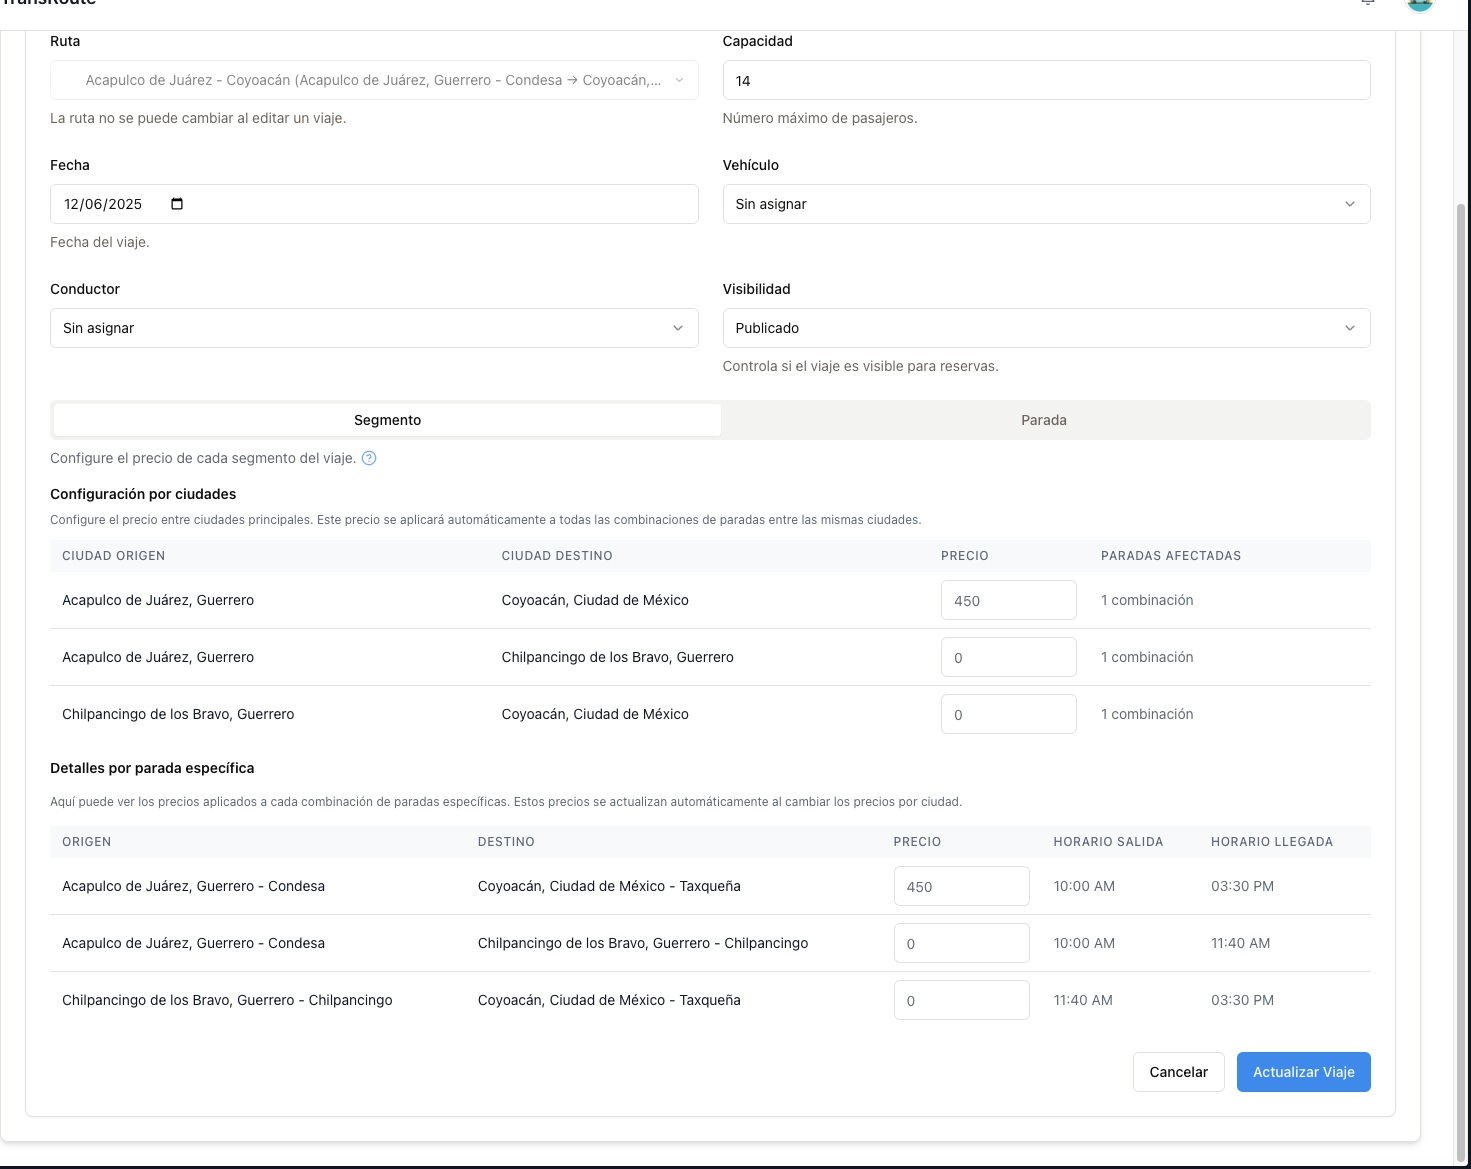 TransRoute
Ruta
Capacidad
Acapulco de Juárez - Coyoacán (Acapulco de Juárez, Guerrero - Condesa → Coyoacán,...
14
La ruta no se puede cambiar al editar un viaje.
Número máximo de pasajeros.
Fecha
Vehículo
12/06/2025
Sin asignar
Fecha del viaje.
Conductor
Visibilidad
Sin asignar
Publicado
Controla si el viaje es visible para reservas.
Segmento
Parada
Configure el precio de cada segmento del viaje. ?
Configuración por ciudades
Configure el precio entre ciudades principales. Este precio se aplicará automáticamente a todas las combinaciones de paradas entre las mismas ciudades.
CIUDAD ORIGEN CIUDAD DESTINO PRECIO PARADAS AFECTADAS
Acapulco de Juárez, Guerrero Coyoacán, Ciudad de México 450 1 combinación
Acapulco de Juárez, Guerrero Chilpancingo de los Bravo, Guerrero 0 1 combinación
Chilpancingo de los Bravo, Guerrero Coyoacán, Ciudad de México 0 1 combinación
Detalles por parada específica
Aquí puede ver los precios aplicados a cada combinación de paradas específicas. Estos precios se actualizan automáticamente al cambiar los precios por ciudad.
ORIGEN DESTINO PRECIO HORARIO SALIDA HORARIO LLEGADA
Acapulco de Juárez, Guerrero - Condesa Coyoacán, Ciudad de México - Taxqueña 450 10:00 AM 03:30 PM
Acapulco de Juárez, Guerrero - Condesa Chilpancingo de los Bravo, Guerrero - Chilpancingo 0 10:00 AM 11:40 AM
Chilpancingo de los Bravo, Guerrero - Chilpancingo Coyoacán, Ciudad de México - Taxqueña 0 11:40 AM 03:30 PM
Cancelar Actualizar Viaje